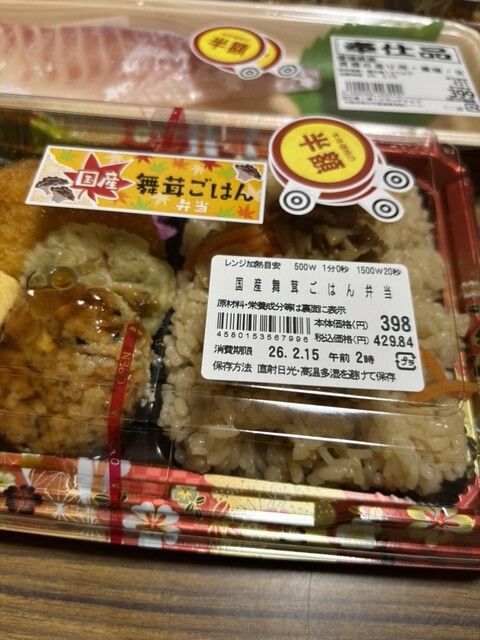 半額
奉仕品
399
半額
国産
舞茸ごはん
弁当
レンジ加熱目安 500W 1分0秒 1500W20秒
国産舞茸ごはん弁当
原材料・栄養成分等は裏面に表示
本体価格(円) 398
4580153567996 税込価格(円) 429.84
消費期限 26.2.15 午前2時
保存方法 直射日光・高温多湿を避けて保存
プラ
OPEN